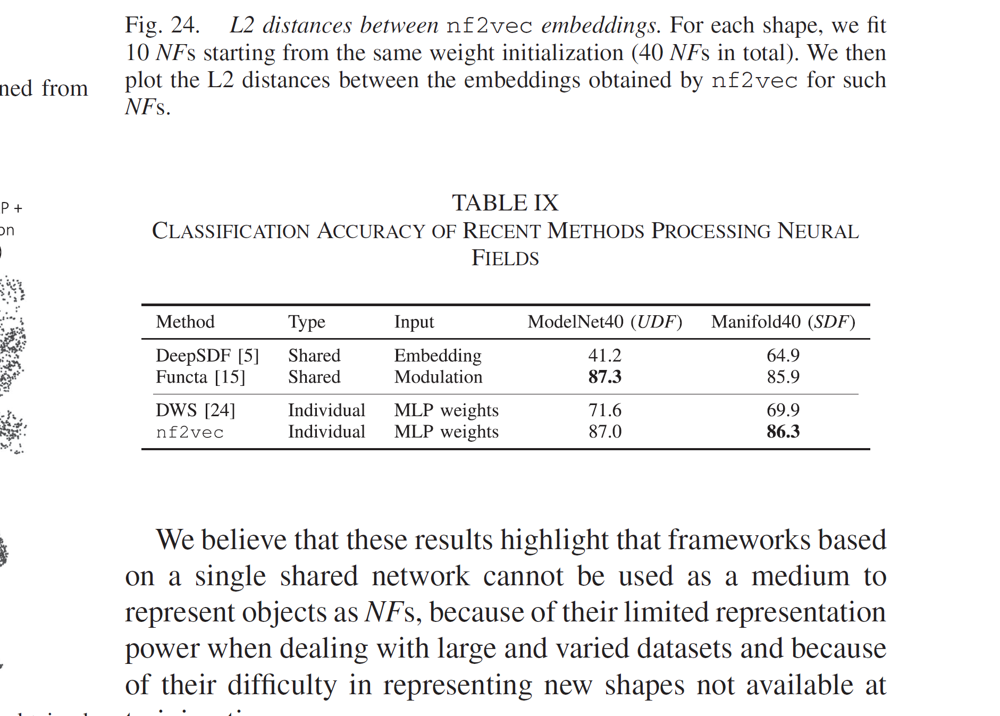 Fig. 24. L2 distances between nf2vec embeddings. For each shape, we fit
10 NFs starting from the same weight initialization (40 NFs in total). We then
plot the L2 distances between the embeddings obtained by nf2vec for such
NFs.
from
P +
on
)
TABLE IX
CLASSIFICATION ACCURACY OF RECENT METHODS PROCESSING NEURAL
FIELDS
Method Type Input ModelNet40 (UDF) Manifold40 (SDF)
DeepSDF [5] Shared Embedding 41.2 64.9
Functa [15] Shared Modulation 87.3 85.9
DWS [24] Individual MLP weights 71.6 69.9
nf2vec Individual MLP weights 87.0 86.3
We believe that these results highlight that frameworks based
on a single shared network cannot be used as a medium to
represent objects as NFs, because of their limited representation
power when dealing with large and varied datasets and because
of their difficulty in representing new shapes not available at